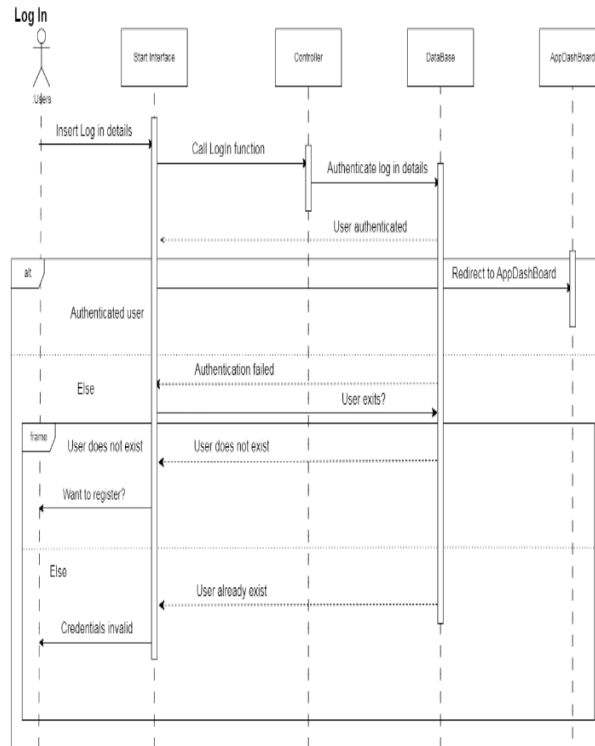 Log In
:Users
Start Interface
Controller
DataBase
AppDashBoard
Insert Log in details
Call LogIn function
Authenticate log in details
User authenticated
alt
Redirect to AppDashBoard
Authenticated user
Authentication failed
Else
User exits?
frame
User does not exist
User does not exist
Want to register?
Else
User already exist
Credentials invalid